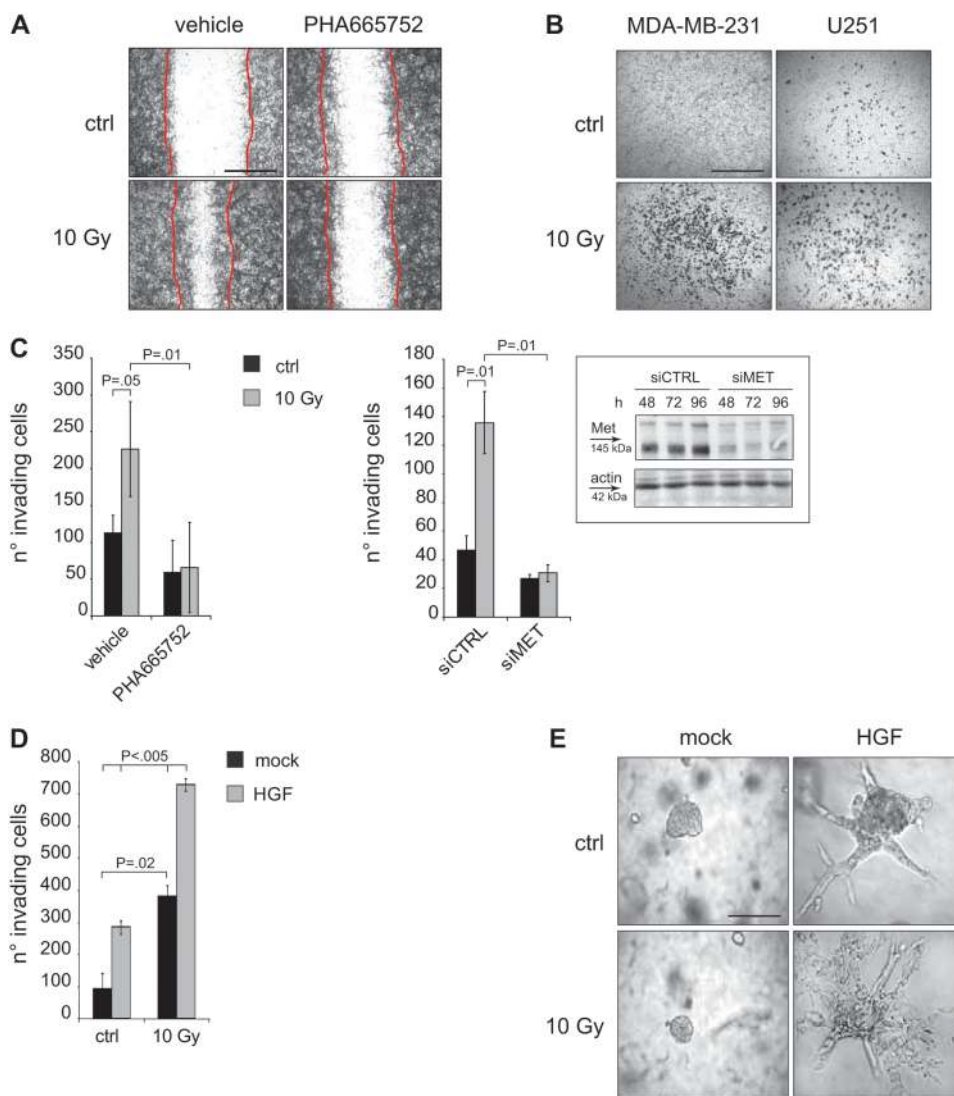 A
vehicle PHA665752
ctrl
10 Gy
B
MDA-MB-231 U251
ctrl
10 Gy
C
n° invading cells
350
300
250
200
150
100
50
0
P=.05
P=.01
ctrl
10 Gy
vehicle
PHA665752
n° invading cells
180
160
140
120
100
80
60
40
20
0
P=.01
P=.01
siCTRL
siMET
siCTRL siMET
h 48 72 96 48 72 96
Met
145 kDa
actin
42 kDa
D
n° invading cells
800
700
600
500
400
300
200
100
0
P<.005
P=.02
mock
HGF
ctrl 10 Gy
E
mock HGF
ctrl
10 Gy